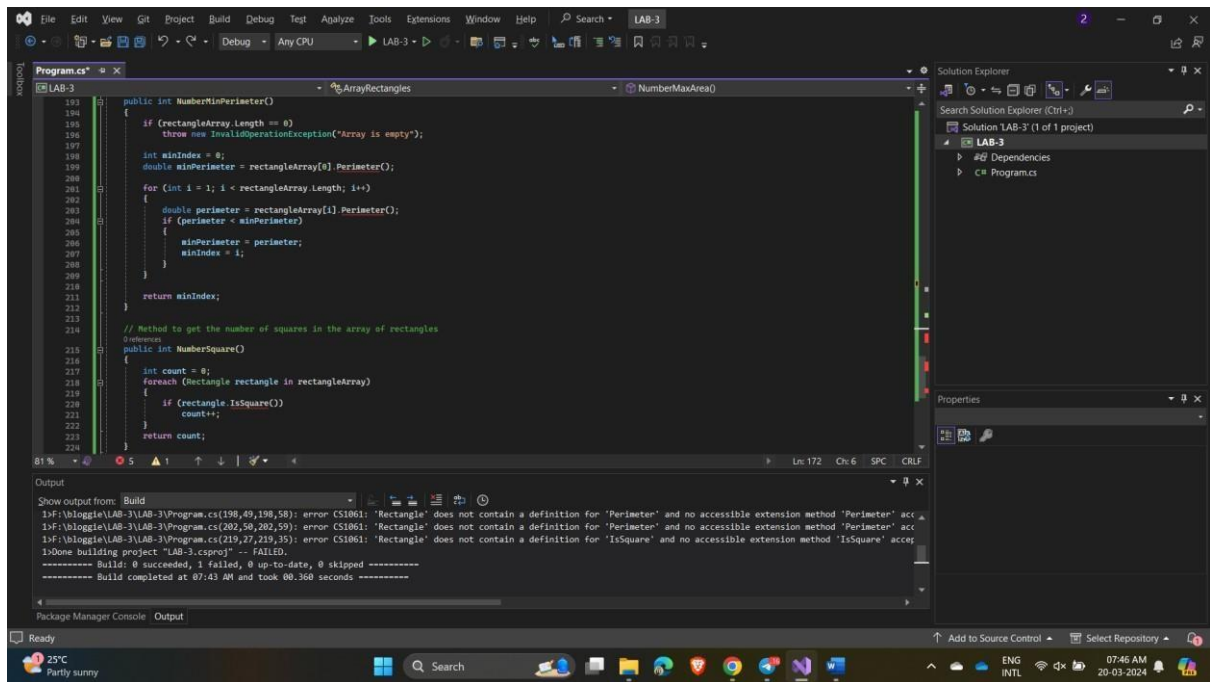 File Edit View Git Project Build Debug Test Analyze Tools Extensions Window Help Search LAB-3 2
Debug Any CPU LAB-3
Toolbox
Program.cs*
LAB-3 ArrayRectangles NumberMaxArea()
193 public int NumberMinPerimeter()
194 {
195 if (rectangleArray.Length == 0)
196 throw new InvalidOperationException("Array is empty");
197
198 int minIndex = 0;
199 double minPerimeter = rectangleArray[0].Perimeter();
200
201 for (int i = 1; i < rectangleArray.Length; i++)
202 {
203 double perimeter = rectangleArray[i].Perimeter();
204 if (perimeter < minPerimeter)
205 {
206 minPerimeter = perimeter;
207 minIndex = i;
208 }
209 }
210
211 return minIndex;
212 }
213
214 // Method to get the number of squares in the array of rectangles
0 references
215 public int NumberSquare()
216 {
217 int count = 0;
218 foreach (Rectangle rectangle in rectangleArray)
219 {
220 if (rectangle.IsSquare())
221 count++;
222 }
223 return count;
224 }
81 % 5 1 Ln: 172 Ch: 6 SPC CRLF
Output
Show output from: Build
1>F:\bloggie\LAB-3\LAB-3\Program.cs(198,49,198,58): error CS1061: 'Rectangle' does not contain a definition for 'Perimeter' and no accessible extension method 'Perimeter' acc
1>F:\bloggie\LAB-3\LAB-3\Program.cs(202,50,202,59): error CS1061: 'Rectangle' does not contain a definition for 'Perimeter' and no accessible extension method 'Perimeter' acc
1>F:\bloggie\LAB-3\LAB-3\Program.cs(219,27,219,35): error CS1061: 'Rectangle' does not contain a definition for 'IsSquare' and no accessible extension method 'IsSquare' accep
1>Done building project "LAB-3.csproj" -- FAILED.
========== Build: 0 succeeded, 1 failed, 0 up-to-date, 0 skipped ==========
========== Build completed at 07:43 AM and took 00.360 seconds ==========
Package Manager Console Output
Solution Explorer
Search Solution Explorer (Ctrl+;)
Solution 'LAB-3' (1 of 1 project)
LAB-3
Dependencies
C# Program.cs
Properties
Ready Add to Source Control Select Repository 1
1 25°C
Partly sunny
Search
ENG
INTL
07:46 AM
20-03-2024